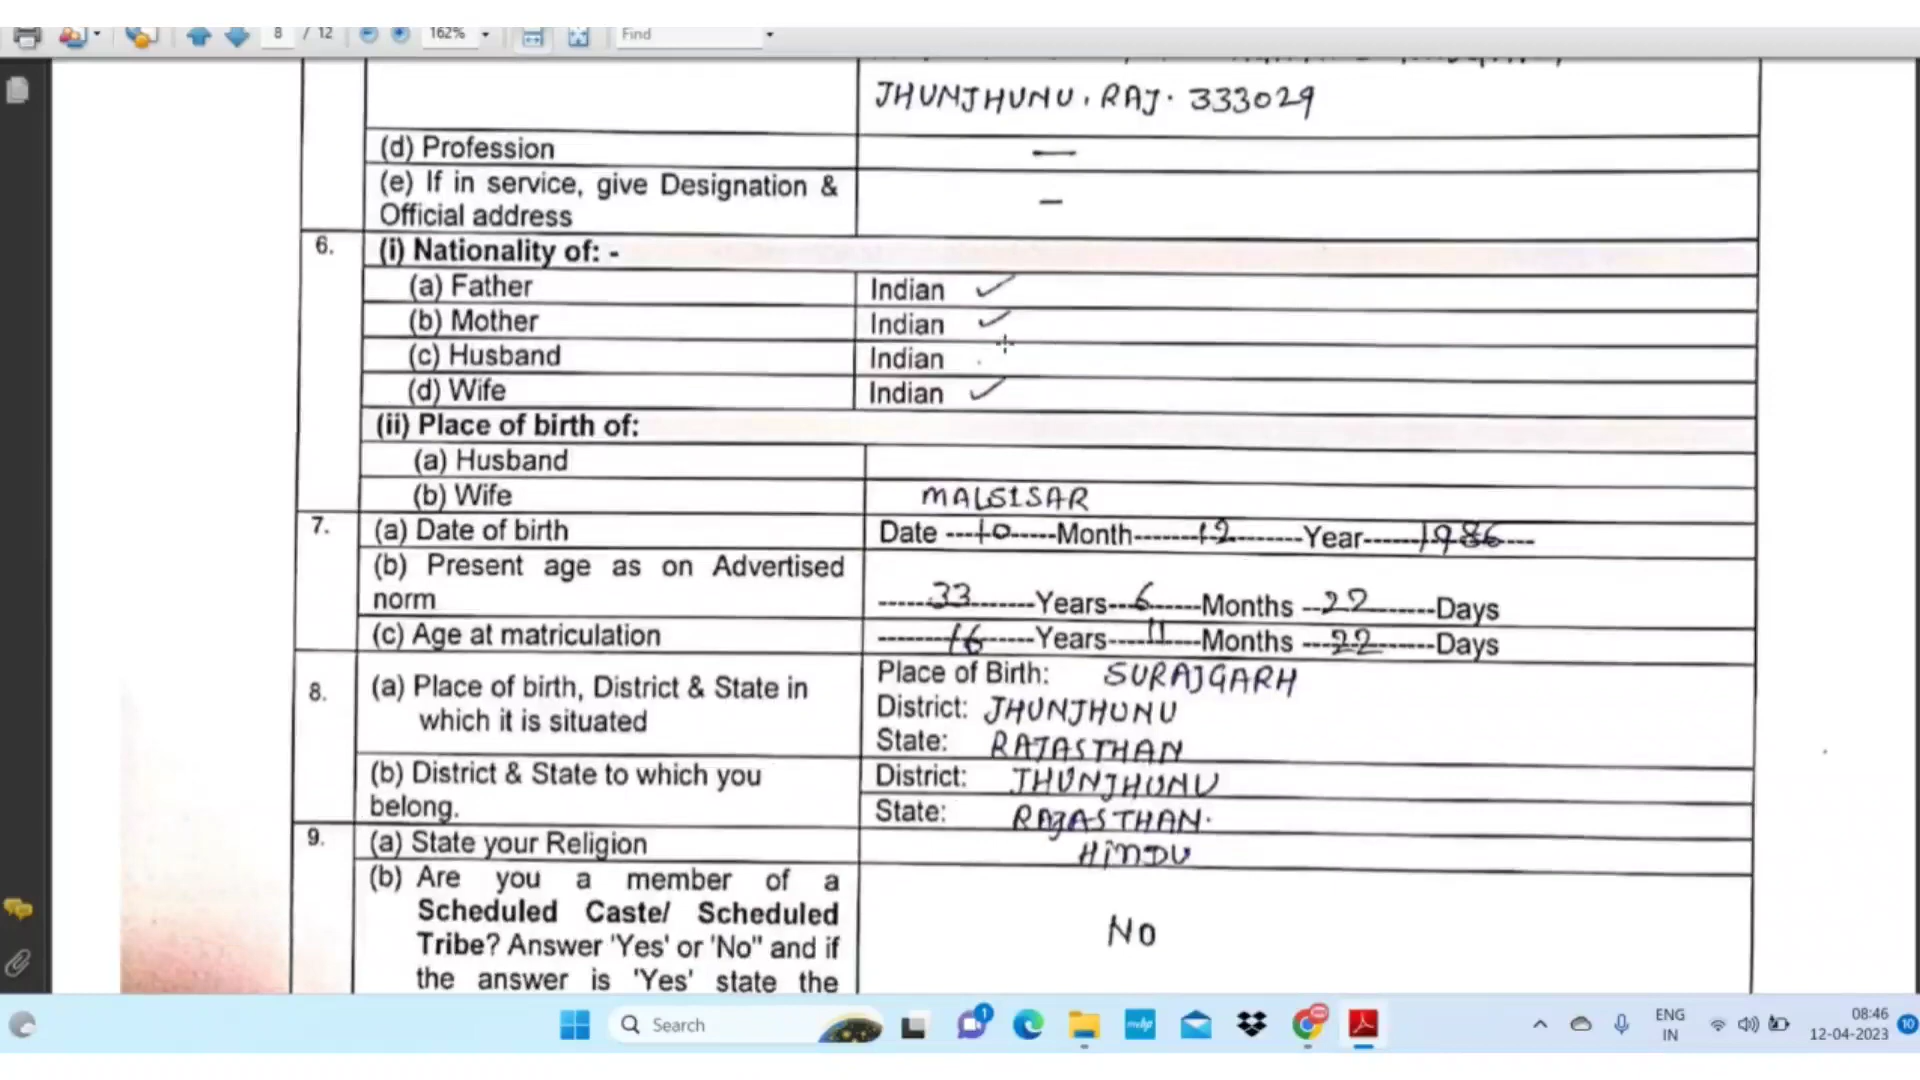 8 / 12 162% Find
JHUNJHUNU, RAJ. 333029
(d) Profession —
(e) If in service, give Designation &
Official address —
6. (i) Nationality of: -
(a) Father Indian ✓
(b) Mother Indian ✓
(c) Husband Indian
(d) Wife Indian ✓
(ii) Place of birth of:
(a) Husband
(b) Wife MALSISAR
7. (a) Date of birth Date ---10-----Month-------12--------Year------1986---
(b) Present age as on Advertised
norm ------33-------Years---6-----Months --22-------Days
(c) Age at matriculation -------16-----Years-----11----Months ---22------Days
8. (a) Place of birth, District & State in
which it is situated
Place of Birth: SURAJGARH
District: JHUNJHUNU
State: RAJASTHAN
(b) District & State to which you
belong.
District: JHUNJHUNU
State: RAJASTHAN.
9. (a) State your Religion HINDU
(b) Are you a member of a
Scheduled Caste/ Scheduled
Tribe? Answer 'Yes' or 'No" and if
the answer is 'Yes' state the
No
Search
1
myhp
ENG
IN
08:46
12-04-2023
10